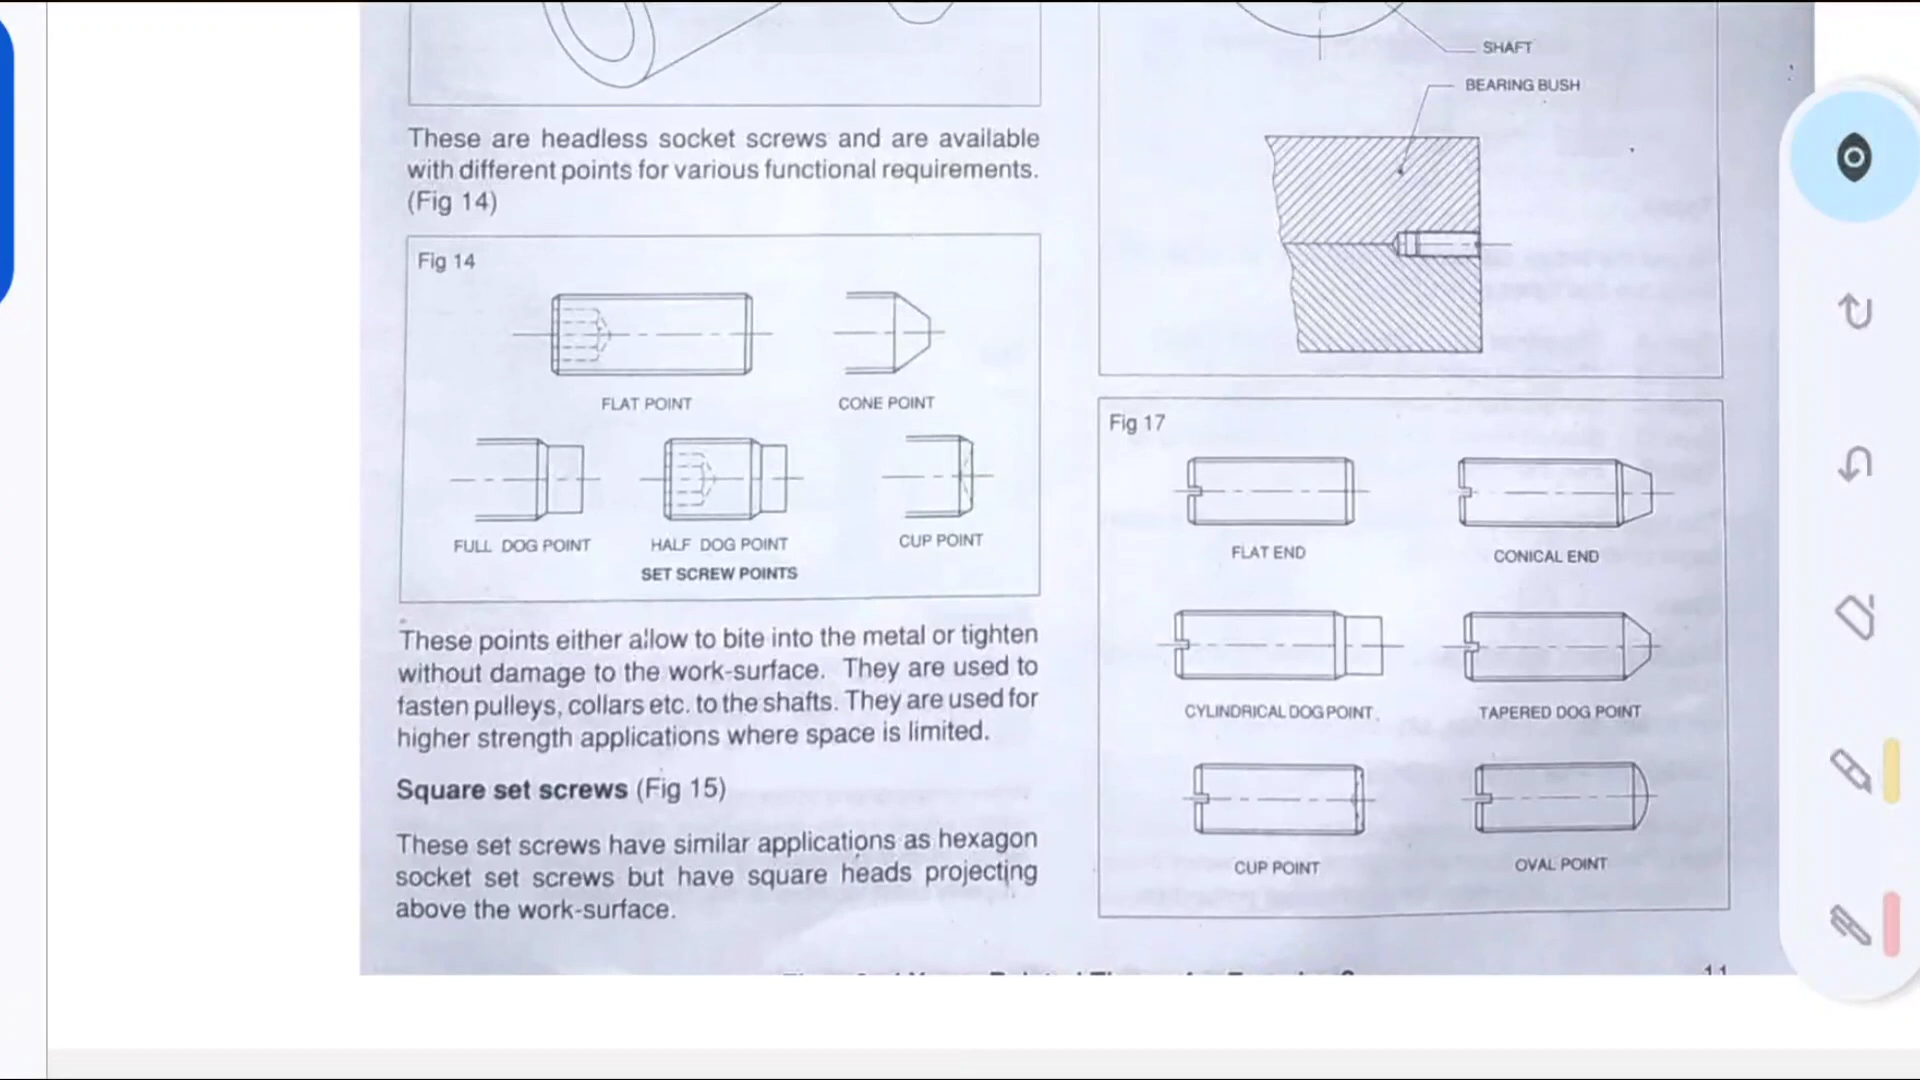 These are headless socket screws and are available
with different points for various functional requirements.
(Fig 14)
Fig 14
FLAT POINT
CONE POINT
FULL DOG POINT
HALF DOG POINT
CUP POINT
SET SCREW POINTS
These points either allow to bite into the metal or tighten
without damage to the work-surface. They are used to
fasten pulleys, collars etc. to the shafts. They are used for
higher strength applications where space is limited.
Square set screws (Fig 15)
These set screws have similar applications as hexagon
socket set screws but have square heads projecting
above the work-surface.
SHAFT
BEARING BUSH
Fig 17
FLAT END
CONICAL END
CYLINDRICAL DOG POINT
TAPERED DOG POINT
CUP POINT
OVAL POINT
11